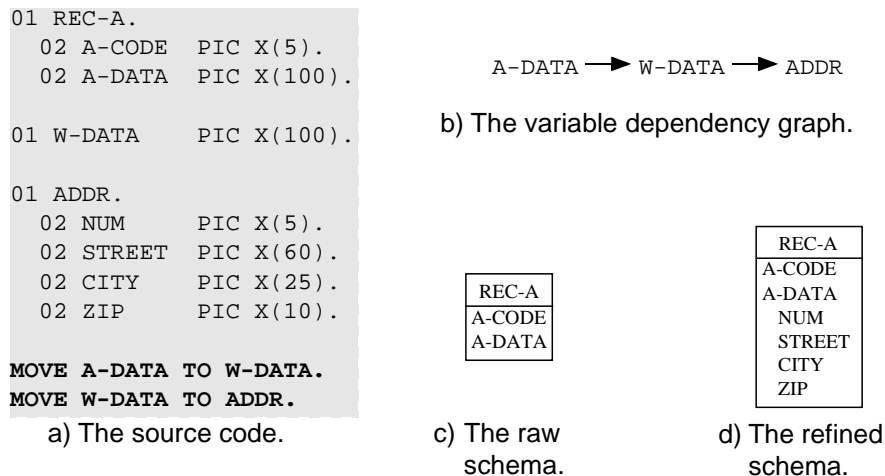 01 REC-A.
  02 A-CODE  PIC X(5).
  02 A-DATA  PIC X(100).
01 W-DATA    PIC X(100).
01 ADDR.
  02 NUM     PIC X(5).
  02 STREET  PIC X(60).
  02 CITY    PIC X(25).
  02 ZIP     PIC X(10).
MOVE A-DATA TO W-DATA.
MOVE W-DATA TO ADDR.
a) The source code.
A-DATA W-DATA ADDR
b) The variable dependency graph.
REC-A
A-CODE
A-DATA
c) The raw
schema.
REC-A
A-CODE
A-DATA
NUM
STREET
CITY
ZIP
d) The refined
schema.